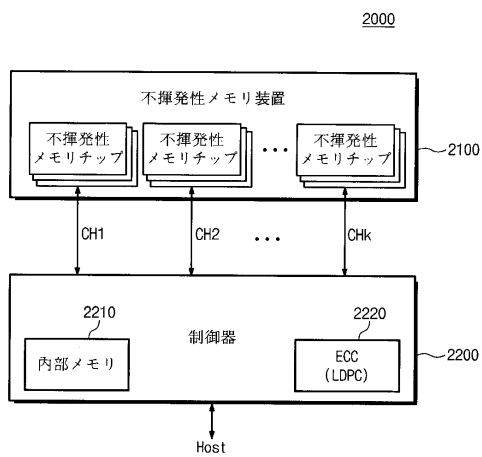 2000
不揮発性メモリ装置
不揮発性
メモリチップ
不揮発性
メモリチップ
...
不揮発性
メモリチップ
2100
CH1
CH2
...
CHk
2210
内部メモリ
制御器
2220
ECC
(LDPC)
2200
Host